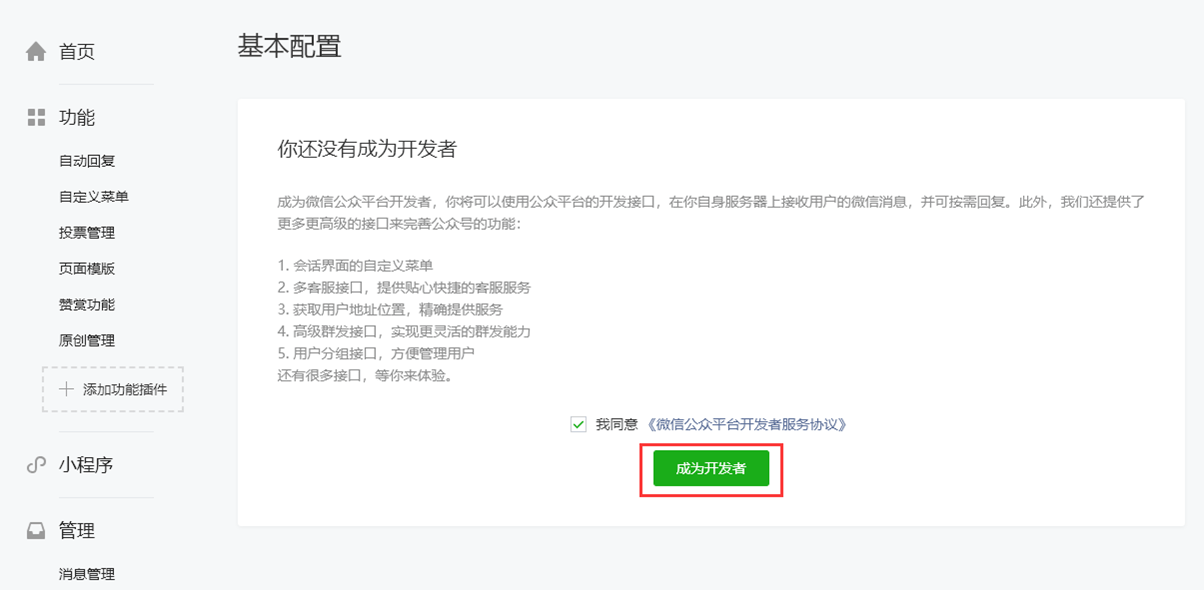 首页
功能
自动回复
自定义菜单
投票管理
页面模版
赞赏功能
原创管理
添加功能插件
小程序
管理
消息管理
基本配置
你还没有成为开发者
成为微信公众平台开发者，你将可以使用公众平台的开发接口，在你自身服务器上接收用户的微信消息，并可按需回复。此外，我们还提供了
更多更高级的接口来完善公众号的功能：
1. 会话界面的自定义菜单
2. 多客服接口，提供贴心快捷的客服服务
3. 获取用户地址位置，精确提供服务
4. 高级群发接口，实现更灵活的群发能力
5. 用户分组接口，方便管理用户
还有很多接口，等你来体验。
我同意 《微信公众平台开发者服务协议》
成为开发者